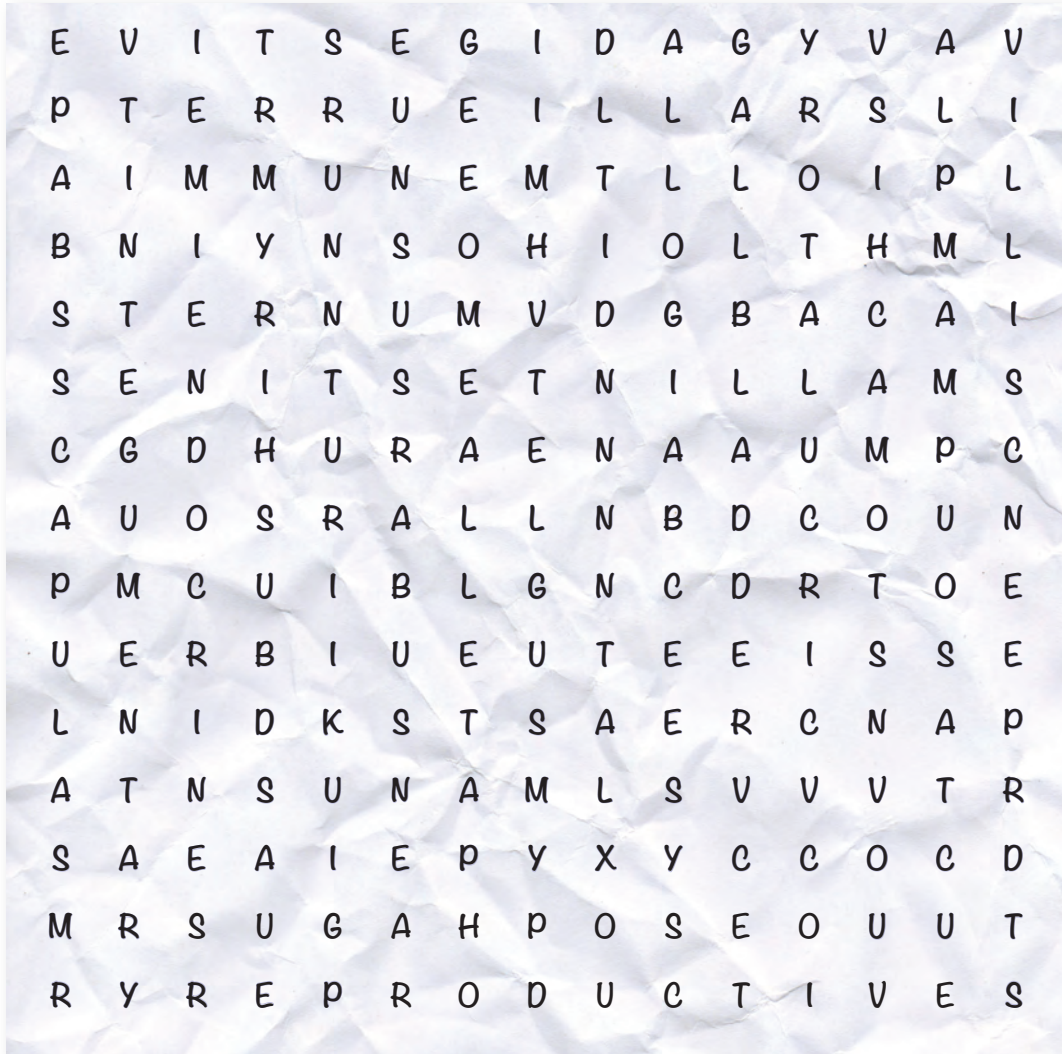 E V I T S E G I D A G Y V A V
P T E R R U E I L L A R S L I
A I M M U N E M T L L O I P L
B N I Y N S O H I O L T H M L
S T E R N U M V D G B A C A I
S E N I T S E T N I L L A M S
C G D H U R A E N A A U M P C
A U O S R A L L N B D C O U N
P M C U I B L G N C D R T O E
U E R B I U E U T E E I S S E
L N I D K S T S A E R C N A P
A T N S U N A M L S V V V T R
S A E A I E P Y X Y C C O C D
M R S U G A H P O S E O U U T
R Y R E P R O D U C T I V E S